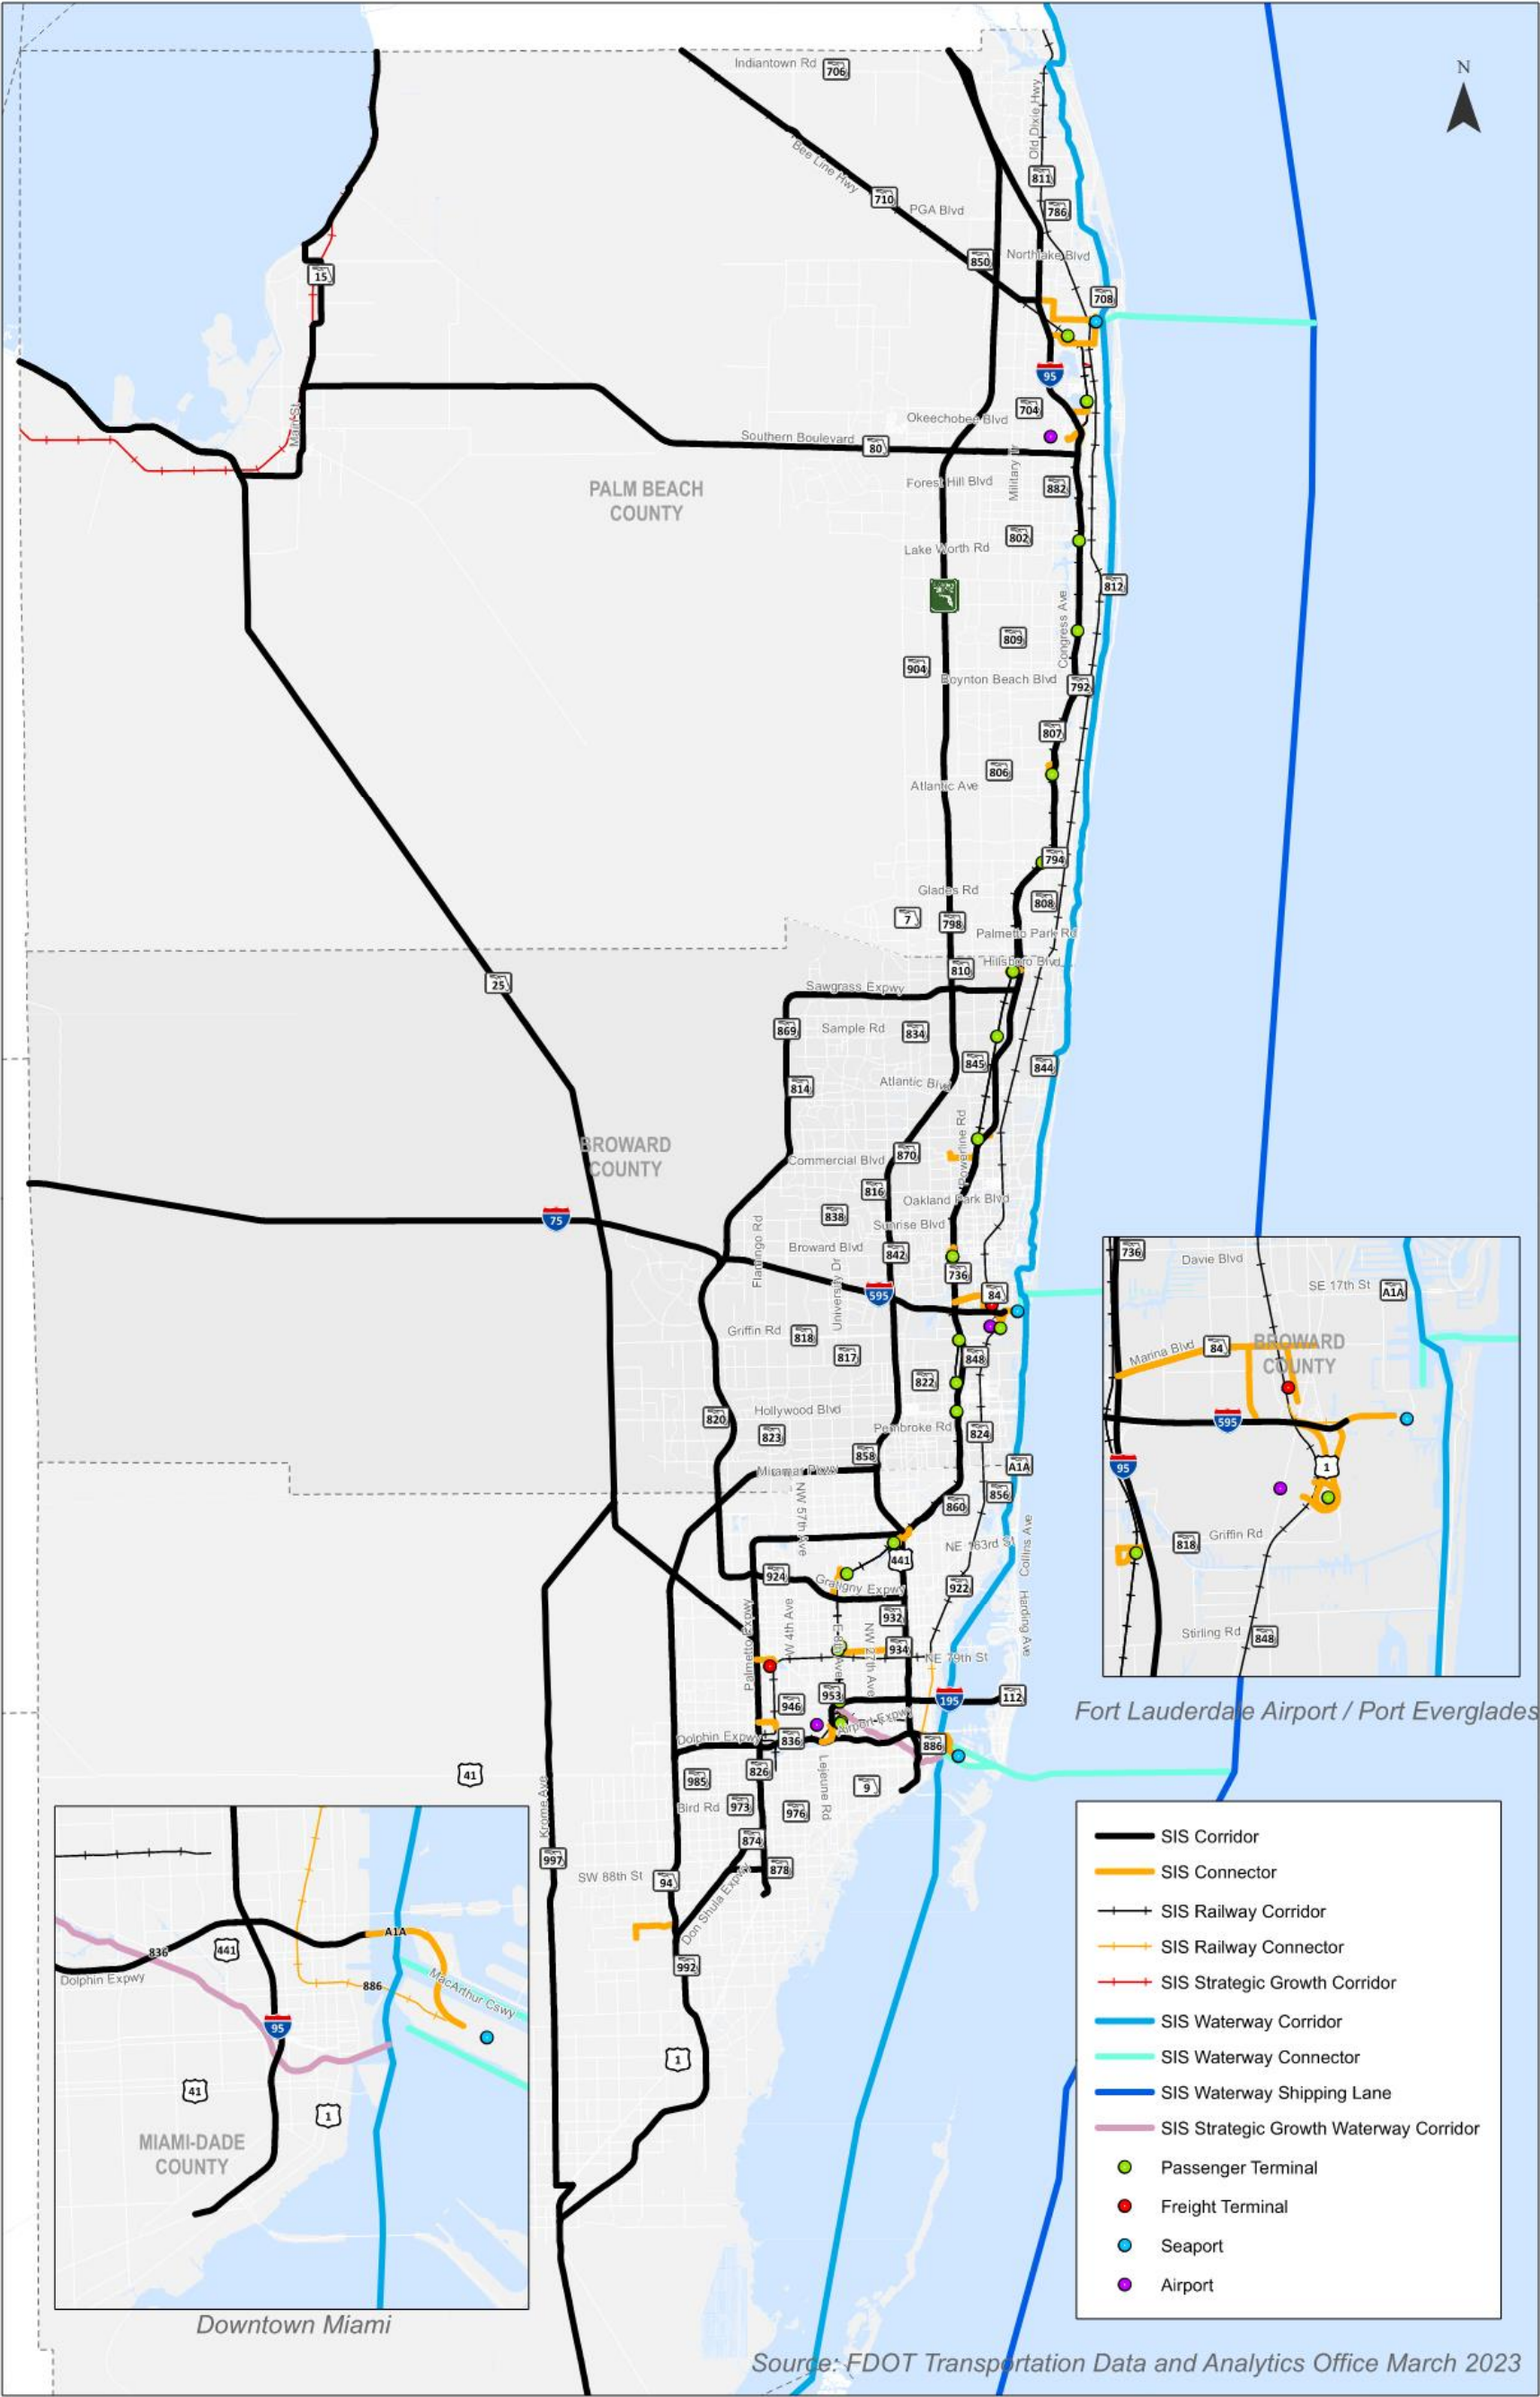 N
Indiantown Rd
706
Old Dixie Hwy
Bee Line Hwy
811
710
PGA Blvd
786
850
Northlake Blvd
15
708
95
704
Main St
Okeechobee Blvd
Southern Boulevard
80
Military Tr
Forest Hill Blvd
882
PALM BEACH
COUNTY
802
Lake Worth Rd
812
Congress Ave
809
904
Boynton Beach Blvd
792
807
806
Atlantic Ave
794
Glades Rd
808
7
798
Palmetto Park Rd
810
Hillsboro Blvd
25
Sawgrass Expwy
869
Sample Rd
834
845
844
814
Atlantic Blvd
Powerline Rd
BROWARD
COUNTY
Commercial Blvd
870
816
Oakland Park Blvd
75
838
Sunrise Blvd
Flamingo Rd
Broward Blvd
842
University Dr
736
595
84
Griffin Rd
818
817
848
822
820
Hollywood Blvd
823
Pembroke Rd
824
858
Miramar Pkwy
A1A
NW 57th Ave
856
860
NE 163rd St
Collins Ave
441
924
Gratigny Expwy
922
Harding Ave
932
Palmetto Expwy
W 4th Ave
E 8th Ave
NW 27th Ave
934
NE 79th St
953
946
195
112
Airport Expwy
Dolphin Expwy
836
886
826
985
Lejeune Rd
9
41
Krome Ave
Bird Rd
973
976
874
997
878
SW 88th St
94
Don Shula Expwy
992
1
736
Davie Blvd
SE 17th St
A1A
Marina Blvd
84
BROWARD
COUNTY
595
95
1
818
Griffin Rd
Stirling Rd
848
Fort Lauderdale Airport / Port Everglades
A1A
836
441
Dolphin Expwy
886
MacArthur Cswy
95
41
1
MIAMI-DADE
COUNTY
Downtown Miami
SIS Corridor
SIS Connector
SIS Railway Corridor
SIS Railway Connector
SIS Strategic Growth Corridor
SIS Waterway Corridor
SIS Waterway Connector
SIS Waterway Shipping Lane
SIS Strategic Growth Waterway Corridor
Passenger Terminal
Freight Terminal
Seaport
Airport
Source: FDOT Transportation Data and Analytics Office March 2023